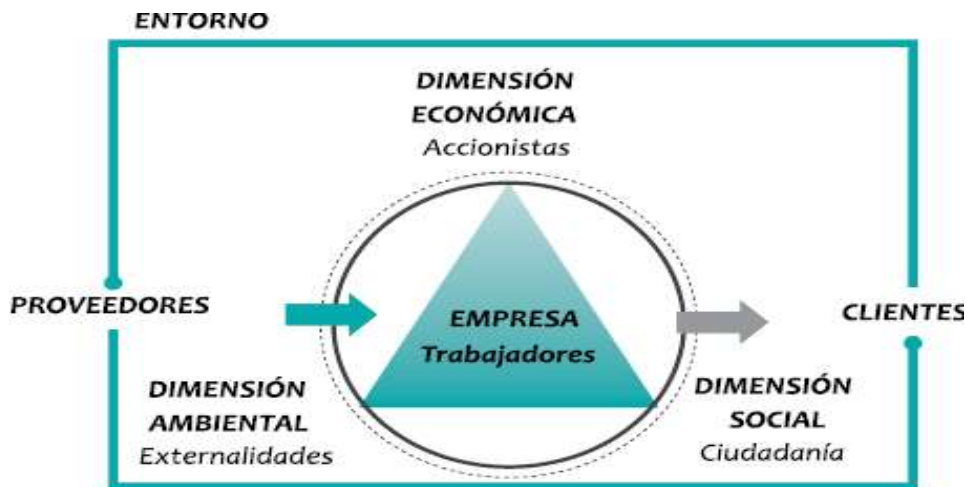 ENTORNO
DIMENSIÓN
ECONÓMICA
Accionistas
PROVEEDORES
EMPRESA
Trabajadores
CLIENTES
DIMENSIÓN
AMBIENTAL
Externalidades
DIMENSIÓN
SOCIAL
Ciudadanía